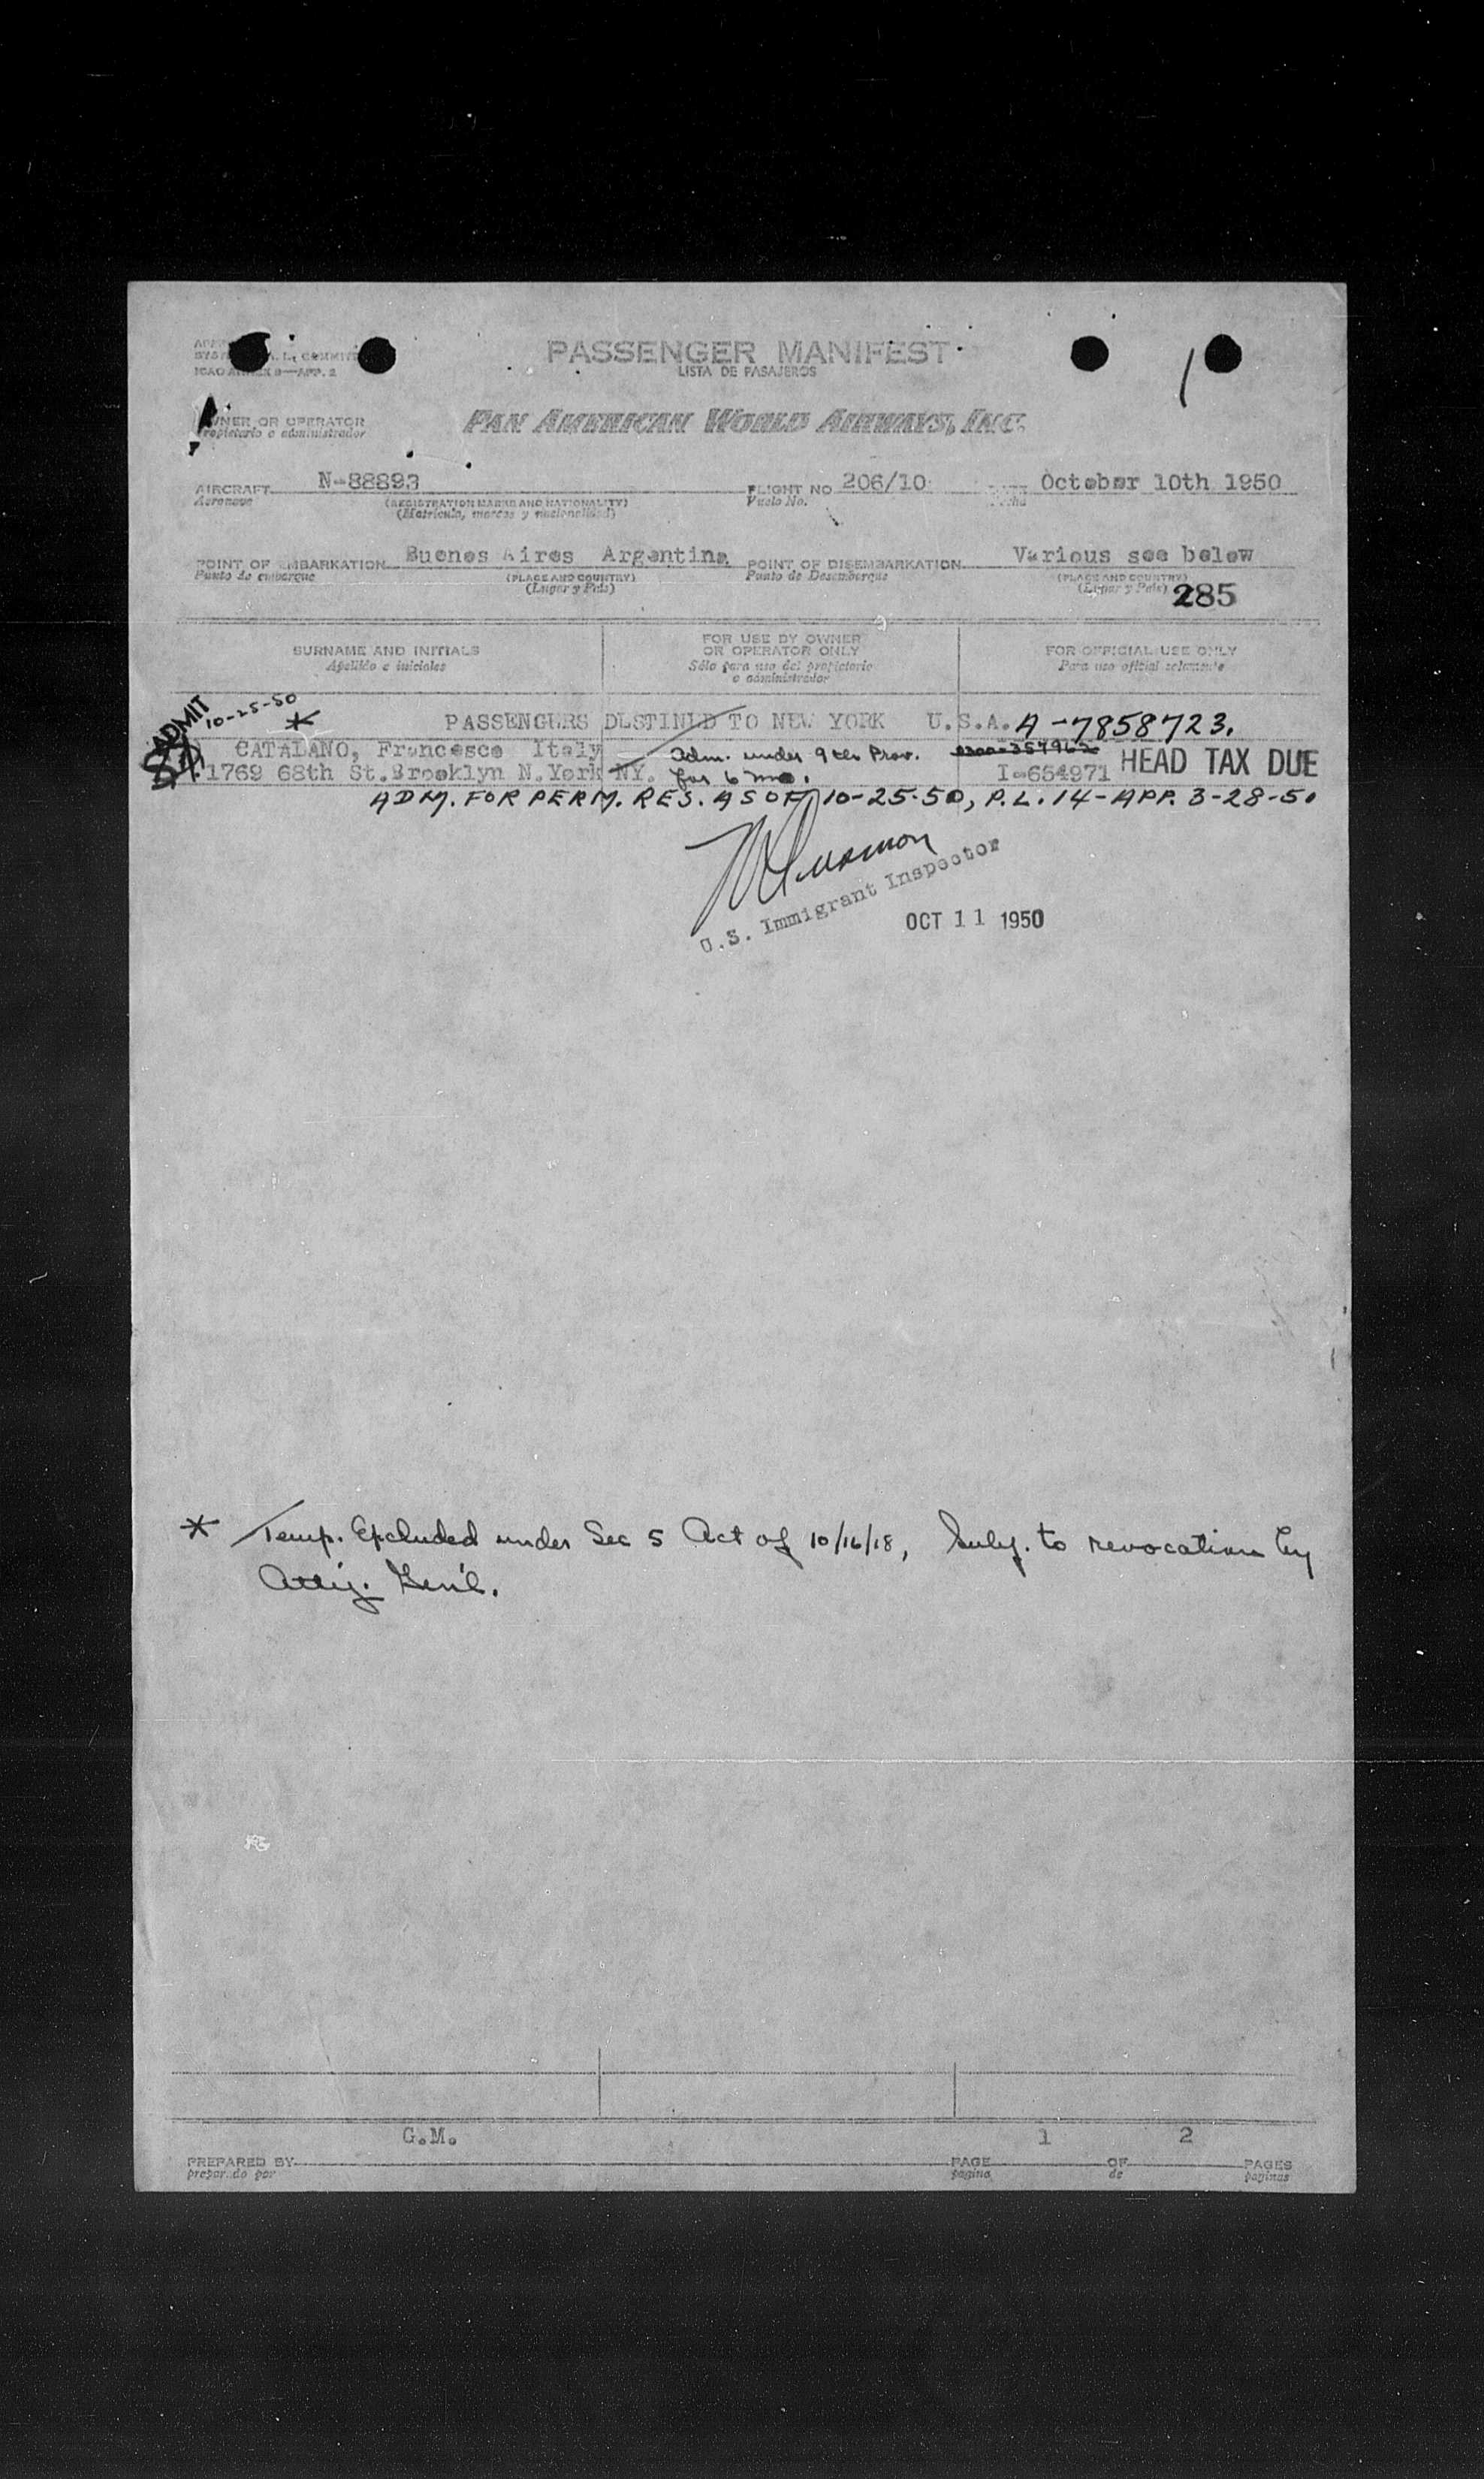 PASSENGER MANIFEST
LISTA DE PASAJEROS
ICAO ANNEX 9—APP. 2
OWNER OR OPERATOR
Propietario o administrador
PAN AMERICAN WORLD AIRWAYS, INC.
AIRCRAFT N-88893 FLIGHT NO 206/10 October 10th 1950
Aeronave (REGISTRATION MARKS AND NATIONALITY) Vuelo No. Fecha
(Matricula, marcas y nacionalidad)
POINT OF EMBARKATION Buenos Aires Argentina POINT OF DISEMBARKATION Various see below
Punto de embarque (PLACE AND COUNTRY) Punto de Desembarque (PLACE AND COUNTRY)
(Lugar y País) (Lugar y País) 285
SURNAME AND INITIALS FOR USE BY OWNER OR OPERATOR ONLY FOR OFFICIAL USE ONLY
Apellido e iniciales Sólo para uso del propietario o administrador Para uso oficial solamente
ADMIT 10-25-50 *
PASSENGERS DESTINED TO NEW YORK U.S.A. A-7858723.
CATALANO, Francesco Italy Adm. under 9th Prov. HEAD TAX DUE
1769 68th St.Brooklyn N.York NY. for 6 mo. I-654971
ADM. FOR PERM. RES. AS OF 10-25-50, P.L. 14-APP. 3-28-51
U.S. Immigrant Inspector
OCT 11 1950
* Temp. Excluded under Sec 5 Act of 10/16/18, Subj. to revocation by
Att'y. Gen'l.
G.M. 1 2
PREPARED BY PAGE OF PAGES
preparado por pagina de paginas